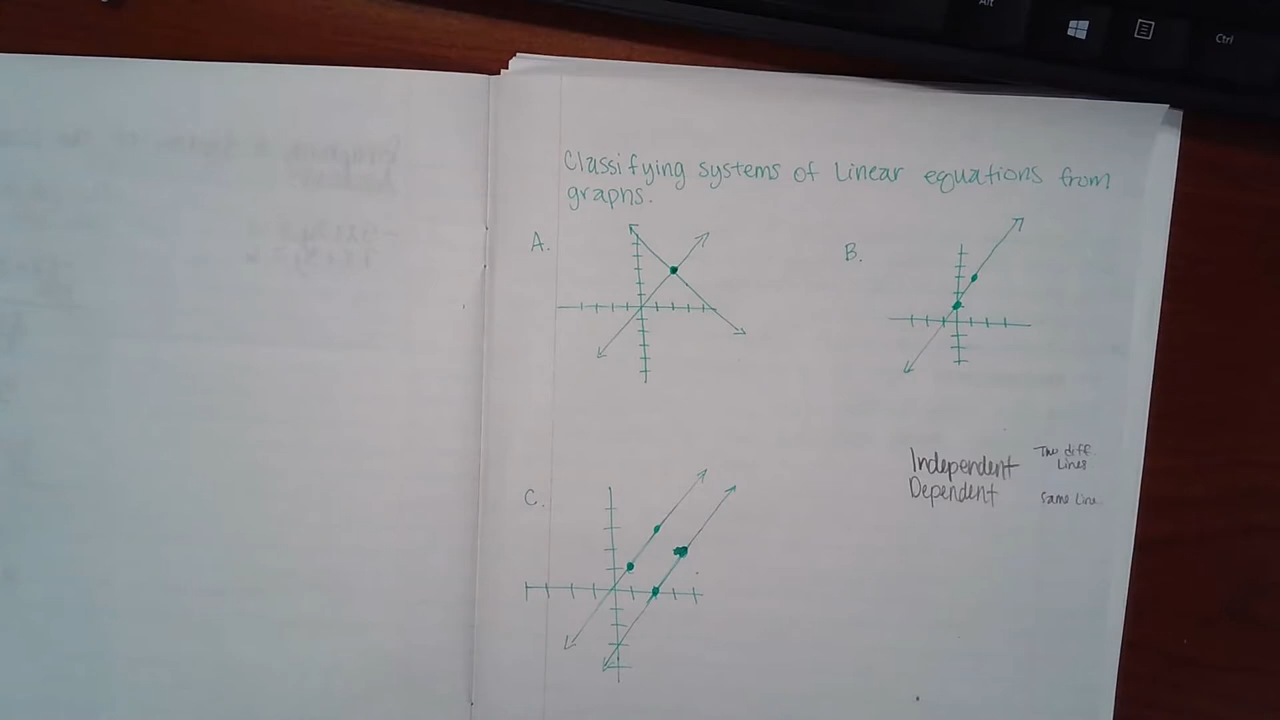 Alt
Ctrl
Classifying systems of Linear equations from
graphs.
A.
B.
Independent Two diff. Lines
Dependent Same Line
C.